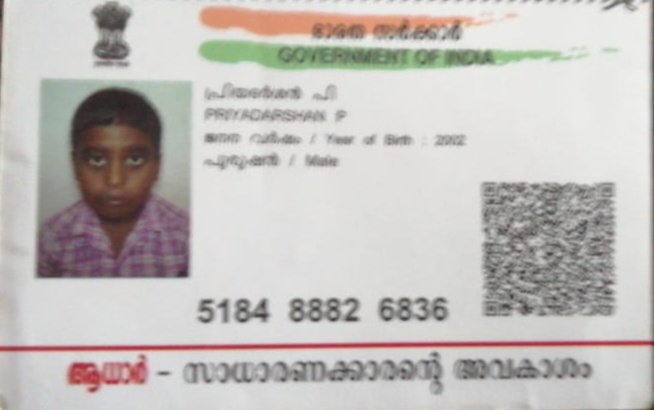 ഭാരത സർക്കാർ
GOVERNMENT OF INDIA
പ്രിയദർശൻ പി
PRIYADARSHAN P
ജനന വർഷം / Year of Birth : 2002
പുരുഷൻ / Male
5184 8882 6836
ആധാർ – സാധാരണക്കാരന്റെ അവകാശം